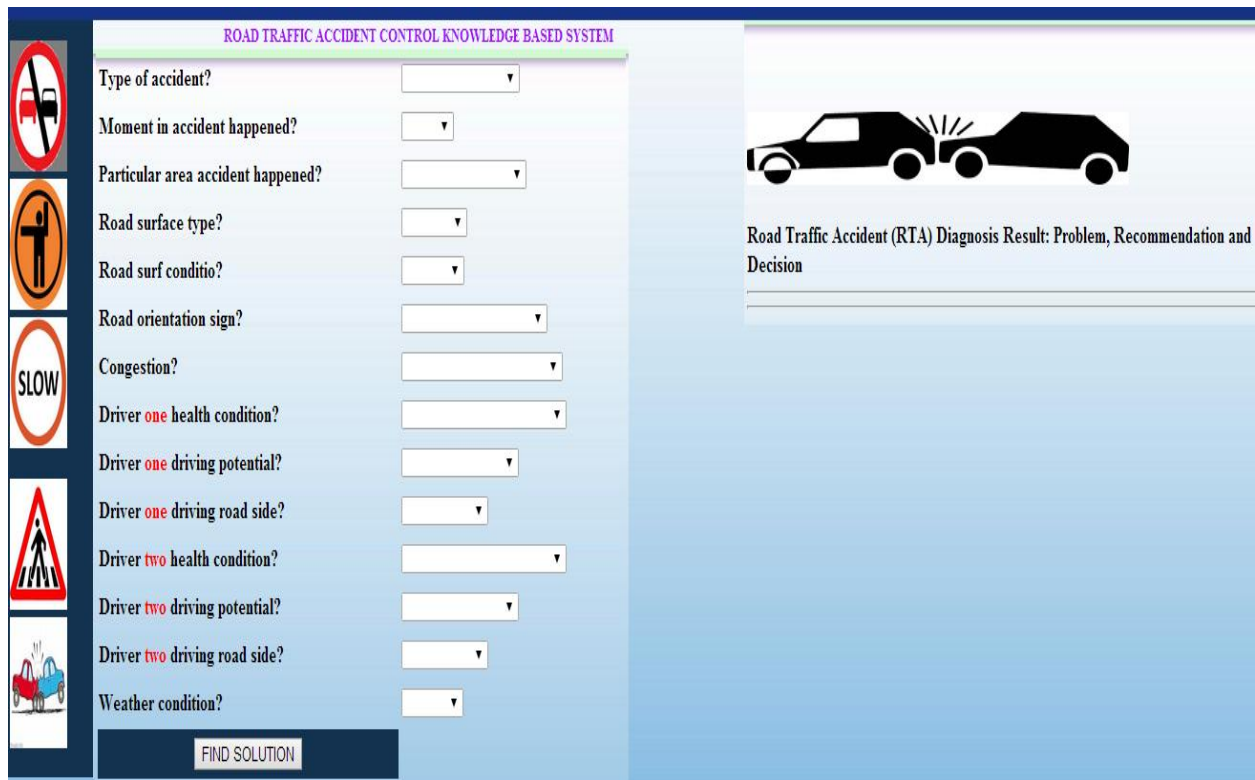 ROAD TRAFFIC ACCIDENT CONTROL KNOWLEDGE BASED SYSTEM
Type of accident?
Moment in accident happened?
Particular area accident happened?
Road surface type?
Road surf conditio?
Road orientation sign?
Congestion?
Driver one health condition?
Driver one driving potential?
Driver one driving road side?
Driver two health condition?
Driver two driving potential?
Driver two driving road side?
Weather condition?
FIND SOLUTION
SLOW
Road Traffic Accident (RTA) Diagnosis Result: Problem, Recommendation and
Decision